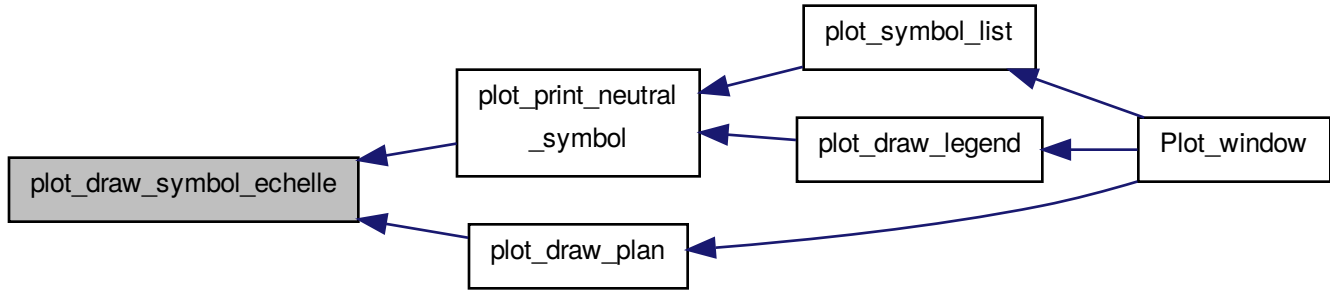 plot_draw_symbol_echelle
plot_print_neutral
_symbol
plot_draw_plan
plot_symbol_list
plot_draw_legend
Plot_window